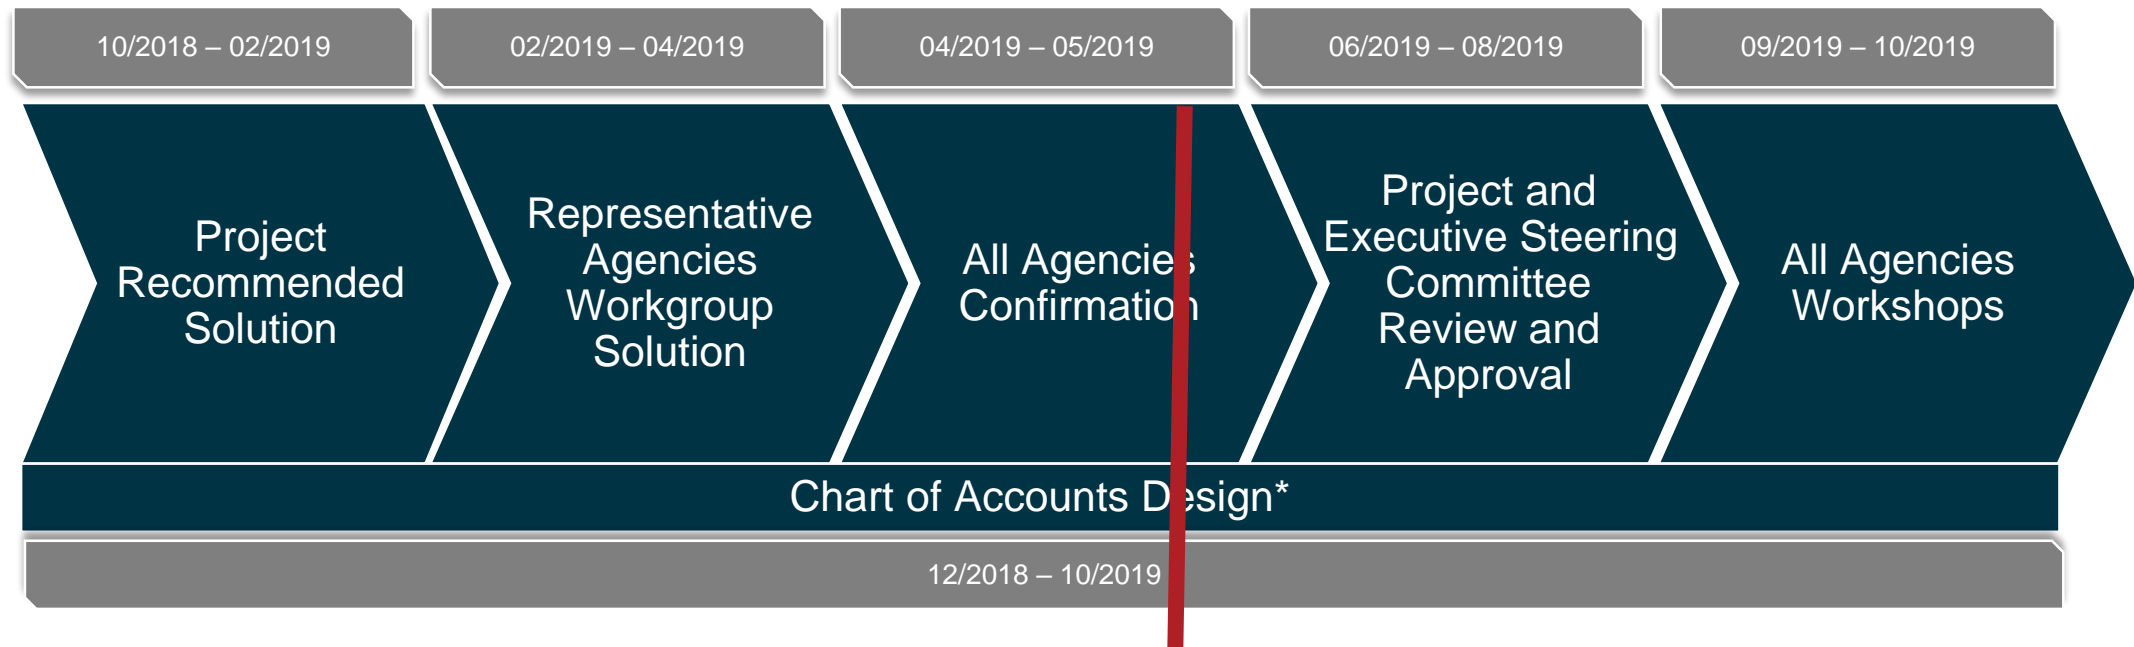 10/2018 – 02/2019
02/2019 – 04/2019
04/2019 – 05/2019
06/2019 – 08/2019
09/2019 – 10/2019
Project
Recommended
Solution
Representative
Agencies
Workgroup
Solution
All Agencies
Confirmation
Project and
Executive Steering
Committee
Review and
Approval
All Agencies
Workshops
Chart of Accounts Design*
12/2018 – 10/2019